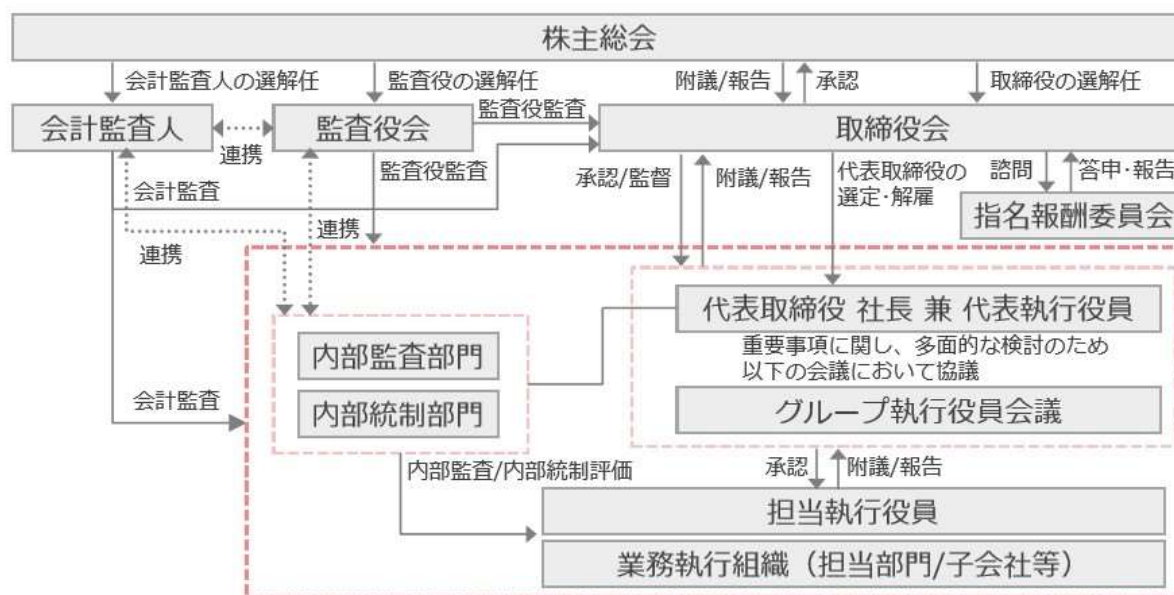 株主総会
会計監査人の選解任
監査役の選解任
附議/報告
承認
取締役の選解任
会計監査人
連携
監査役会
監査役監査
取締役会
会計監査
監査役監査
承認/監督
附議/報告
代表取締役の
選定・解雇
諮問
答申・報告
指名報酬委員会
連携
連携
代表取締役 社長 兼 代表執行役員
重要事項に関し、多面的な検討のため
以下の会議において協議
グループ執行役員会議
内部監査部門
内部統制部門
会計監査
内部監査/内部統制評価
承認
附議/報告
担当執行役員
業務執行組織（担当部門/子会社等）